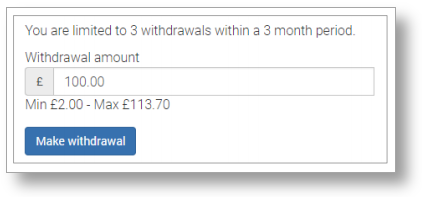 You are limited to 3 withdrawals within a 3 month period.
Withdrawal amount
£ 100.00
Min £2.00 - Max £113.70
Make withdrawal